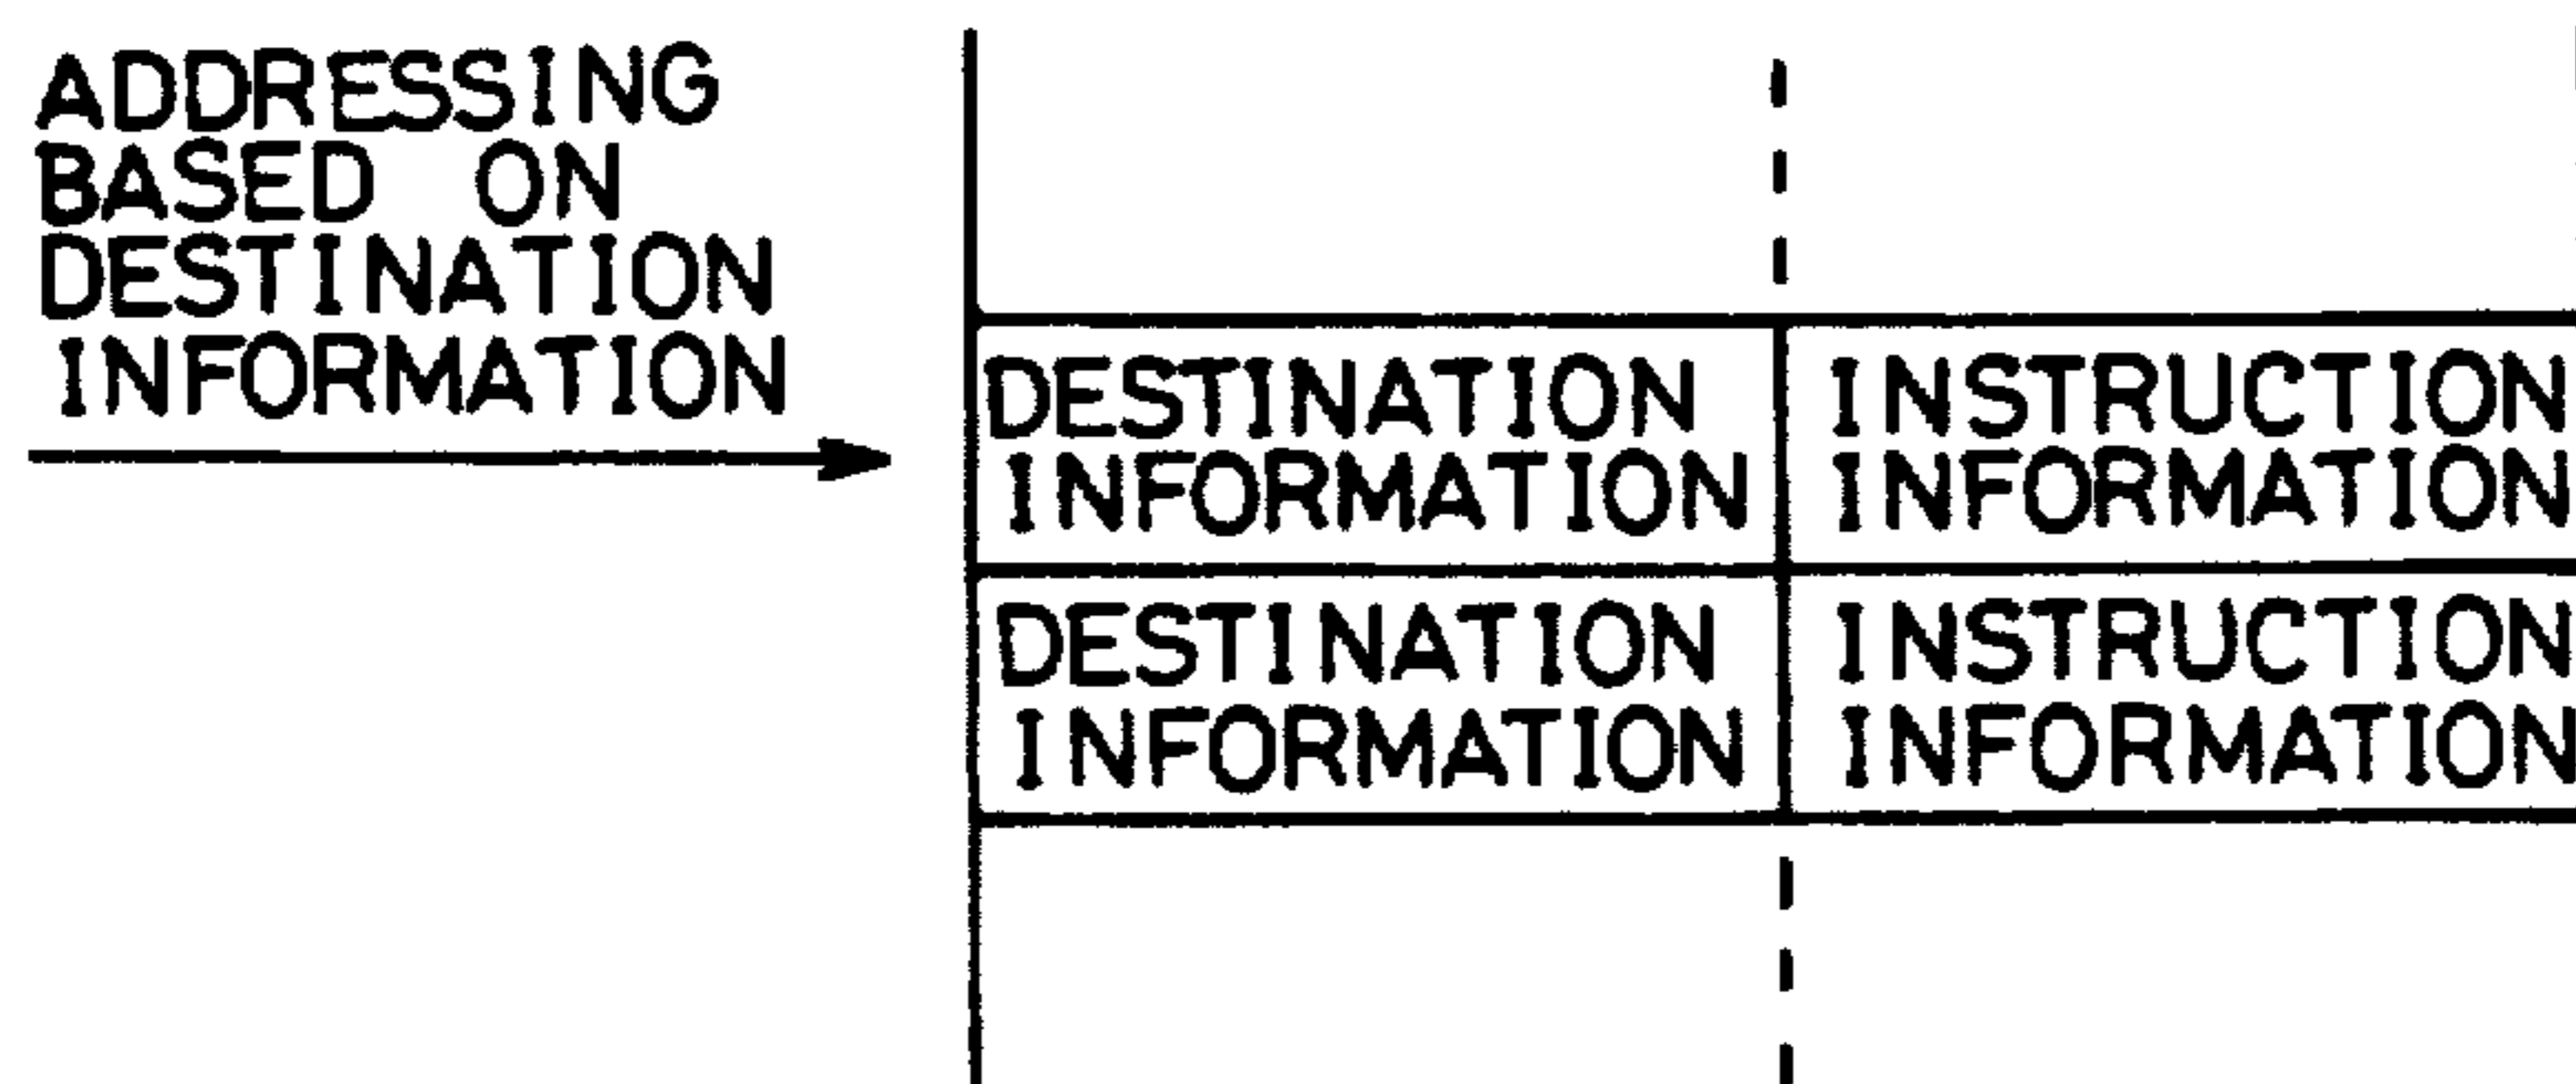 ADDRESSING
BASED ON
DESTINATION
INFORMATION
DESTINATION
INFORMATION
INSTRUCTION
INFORMATION
DESTINATION
INFORMATION
INSTRUCTION
INFORMATION